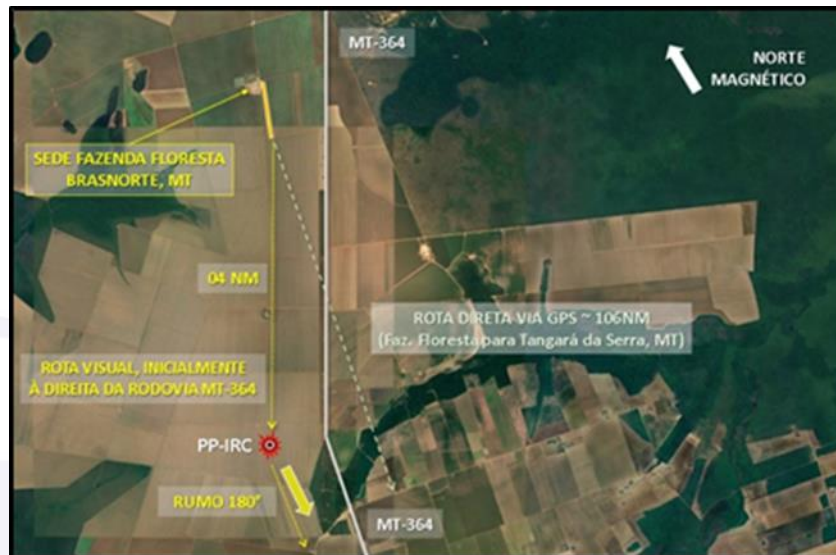 MT-364
NORTE
MAGNÉTICO
SEDE FAZENDA FLORESTA
BRASNORTE, MT
04 NM
ROTA DIRETA VIA GPS ~ 106NM
(Faz. Floresta para Tangará da Serra, MT)
ROTA VISUAL, INICIALMENTE
À DIREITA DA RODOVIA MT-364
PP-IRC
RUMO 180°
MT-364